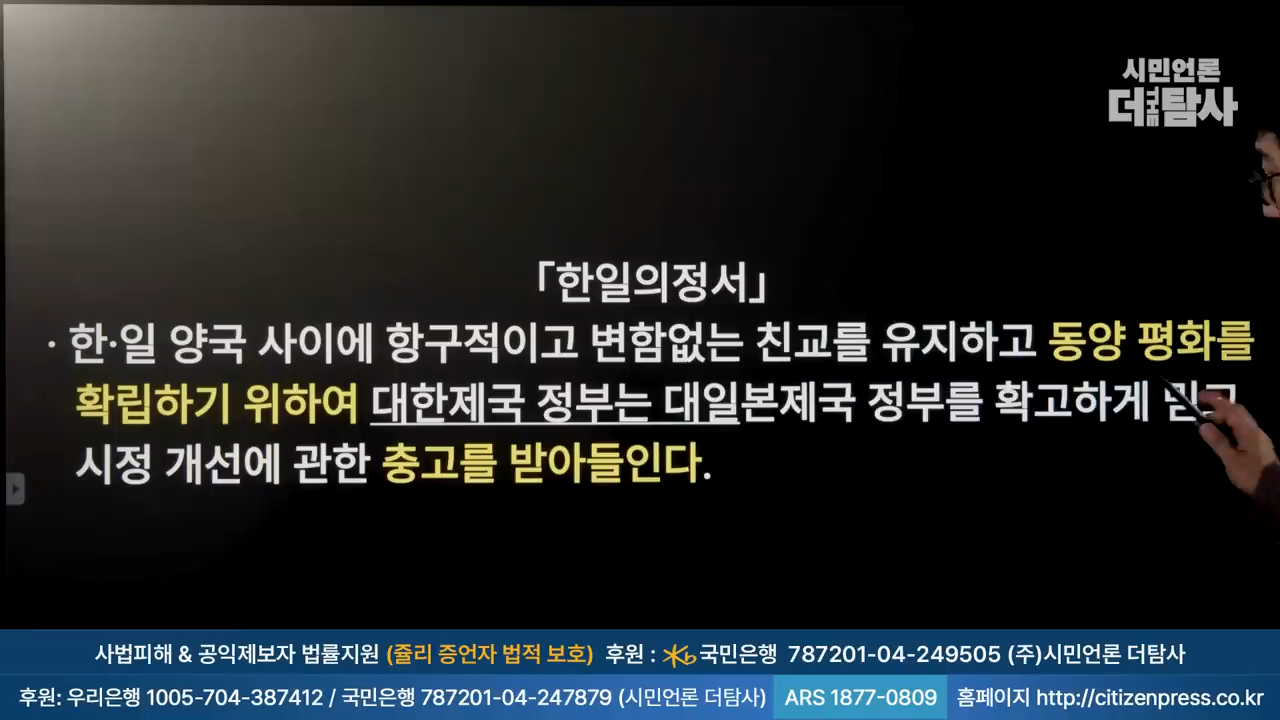 시민언론
더탐사
「한일의정서」
· 한·일 양국 사이에 항구적이고 변함없는 친교를 유지하고 동양 평화를
확립하기 위하여 대한제국 정부는 대일본제국 정부를 확고하게
시정 개선에 관한 충고를 받아들인다.
사법피해 & 공익제보자 법률지원 (쥴리 증언자 법적 보호) 후원 : 국민은행 787201-04-249505 (주)시민언론 더탐사
후원: 우리은행 1005-704-387412 / 국민은행 787201-04-247879 (시민언론 더탐사) ARS 1877-0809 홈페이지 http://citizenpress.co.kr